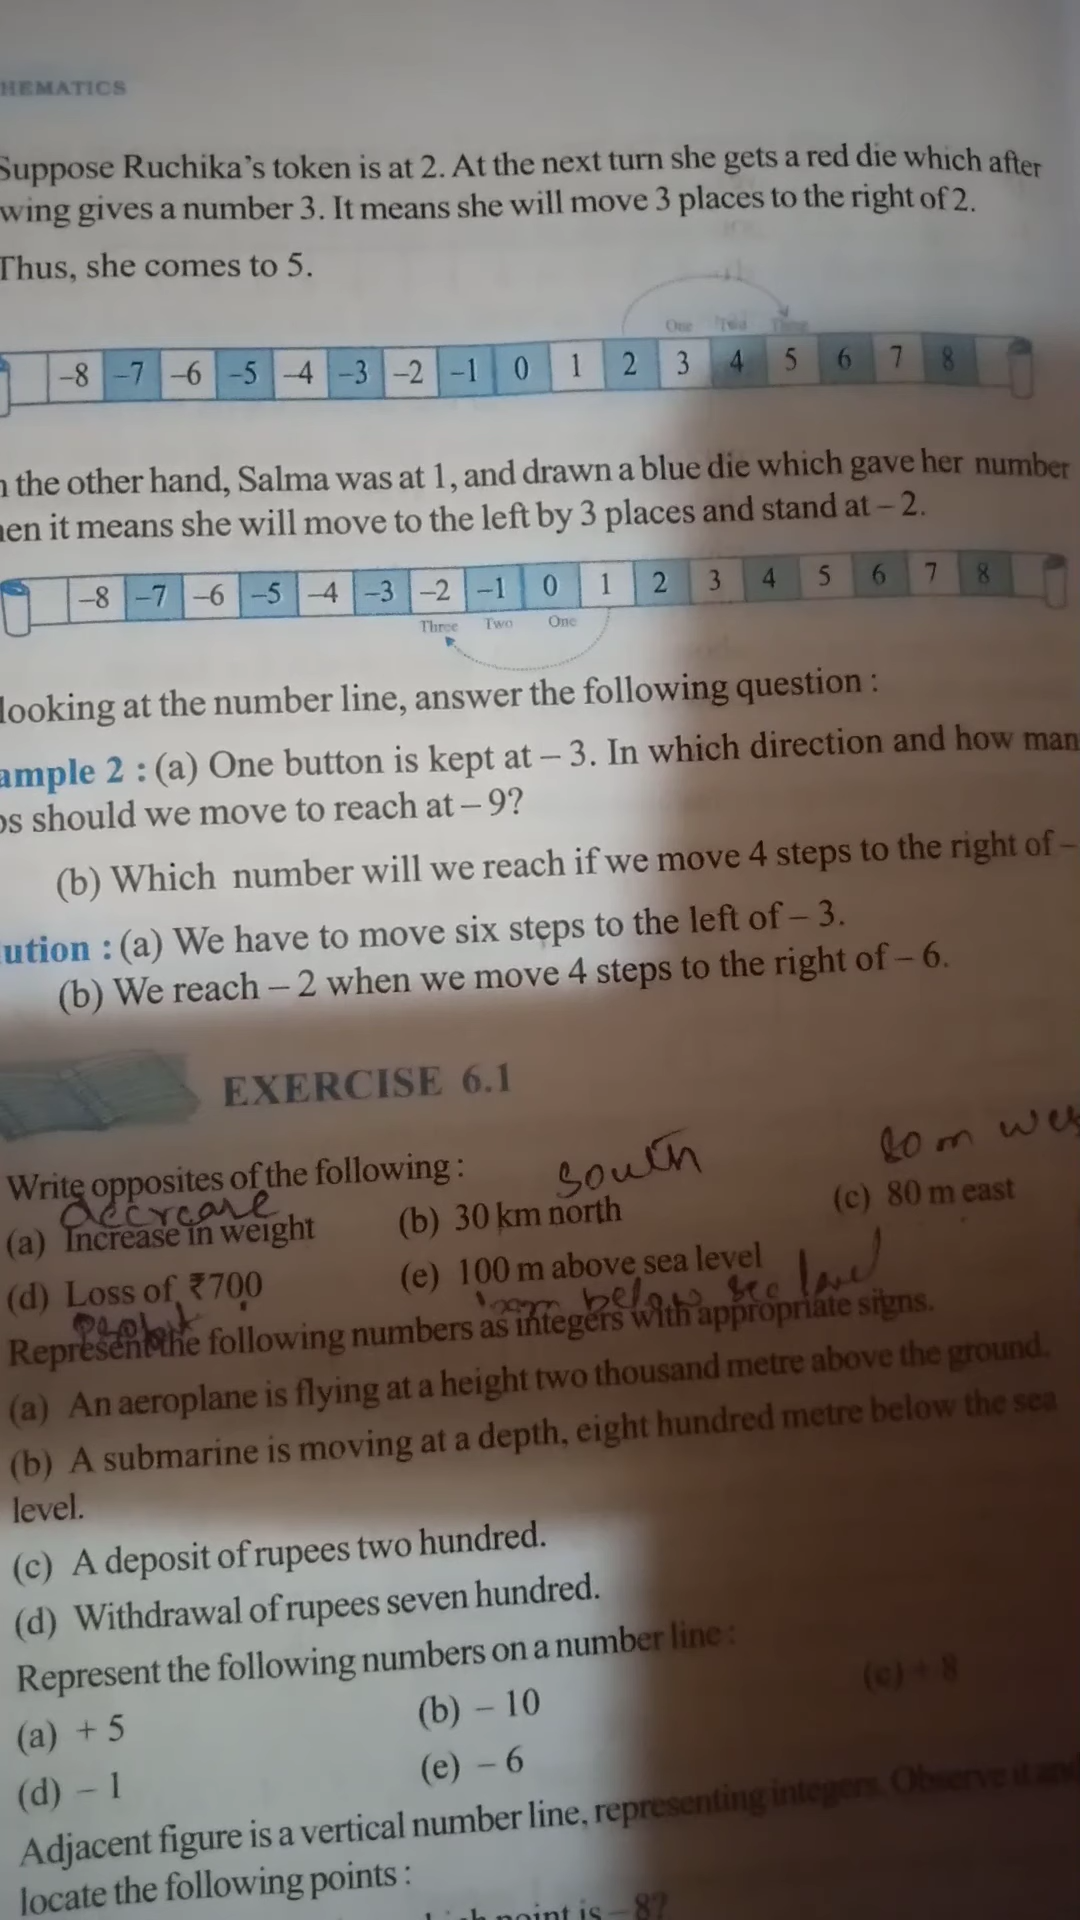 HEMATICS
Suppose Ruchika's token is at 2. At the next turn she gets a red die which after
wing gives a number 3. It means she will move 3 places to the right of 2.
Thus, she comes to 5.
One Two Three
-8 -7 -6 -5 -4 -3 -2 -1 0 1 2 3 4 5 6 7 8
n the other hand, Salma was at 1, and drawn a blue die which gave her number
hen it means she will move to the left by 3 places and stand at – 2.
-8 -7 -6 -5 -4 -3 -2 -1 0 1 2 3 4 5 6 7 8
Three Two One
looking at the number line, answer the following question :
ample 2 : (a) One button is kept at – 3. In which direction and how man
ps should we move to reach at – 9?
(b) Which number will we reach if we move 4 steps to the right of –
lution : (a) We have to move six steps to the left of – 3.
(b) We reach – 2 when we move 4 steps to the right of – 6.
EXERCISE 6.1
80 m wes
south
Write opposites of the following :
(a) Increase in weight (b) 30 km north (c) 80 m east
(d) Loss of ₹700 (e) 100 m above sea level
below
Represent the following numbers as integers with appropriate signs.
(a) An aeroplane is flying at a height two thousand metre above the ground.
(b) A submarine is moving at a depth, eight hundred metre below the sea
level.
(c) A deposit of rupees two hundred.
(d) Withdrawal of rupees seven hundred.
Represent the following numbers on a number line :
(a) + 5 (b) – 10 (c) + 8
(d) – 1 (e) – 6
Adjacent figure is a vertical number line, representing integers. Observe it and
locate the following points :
point is – 8?